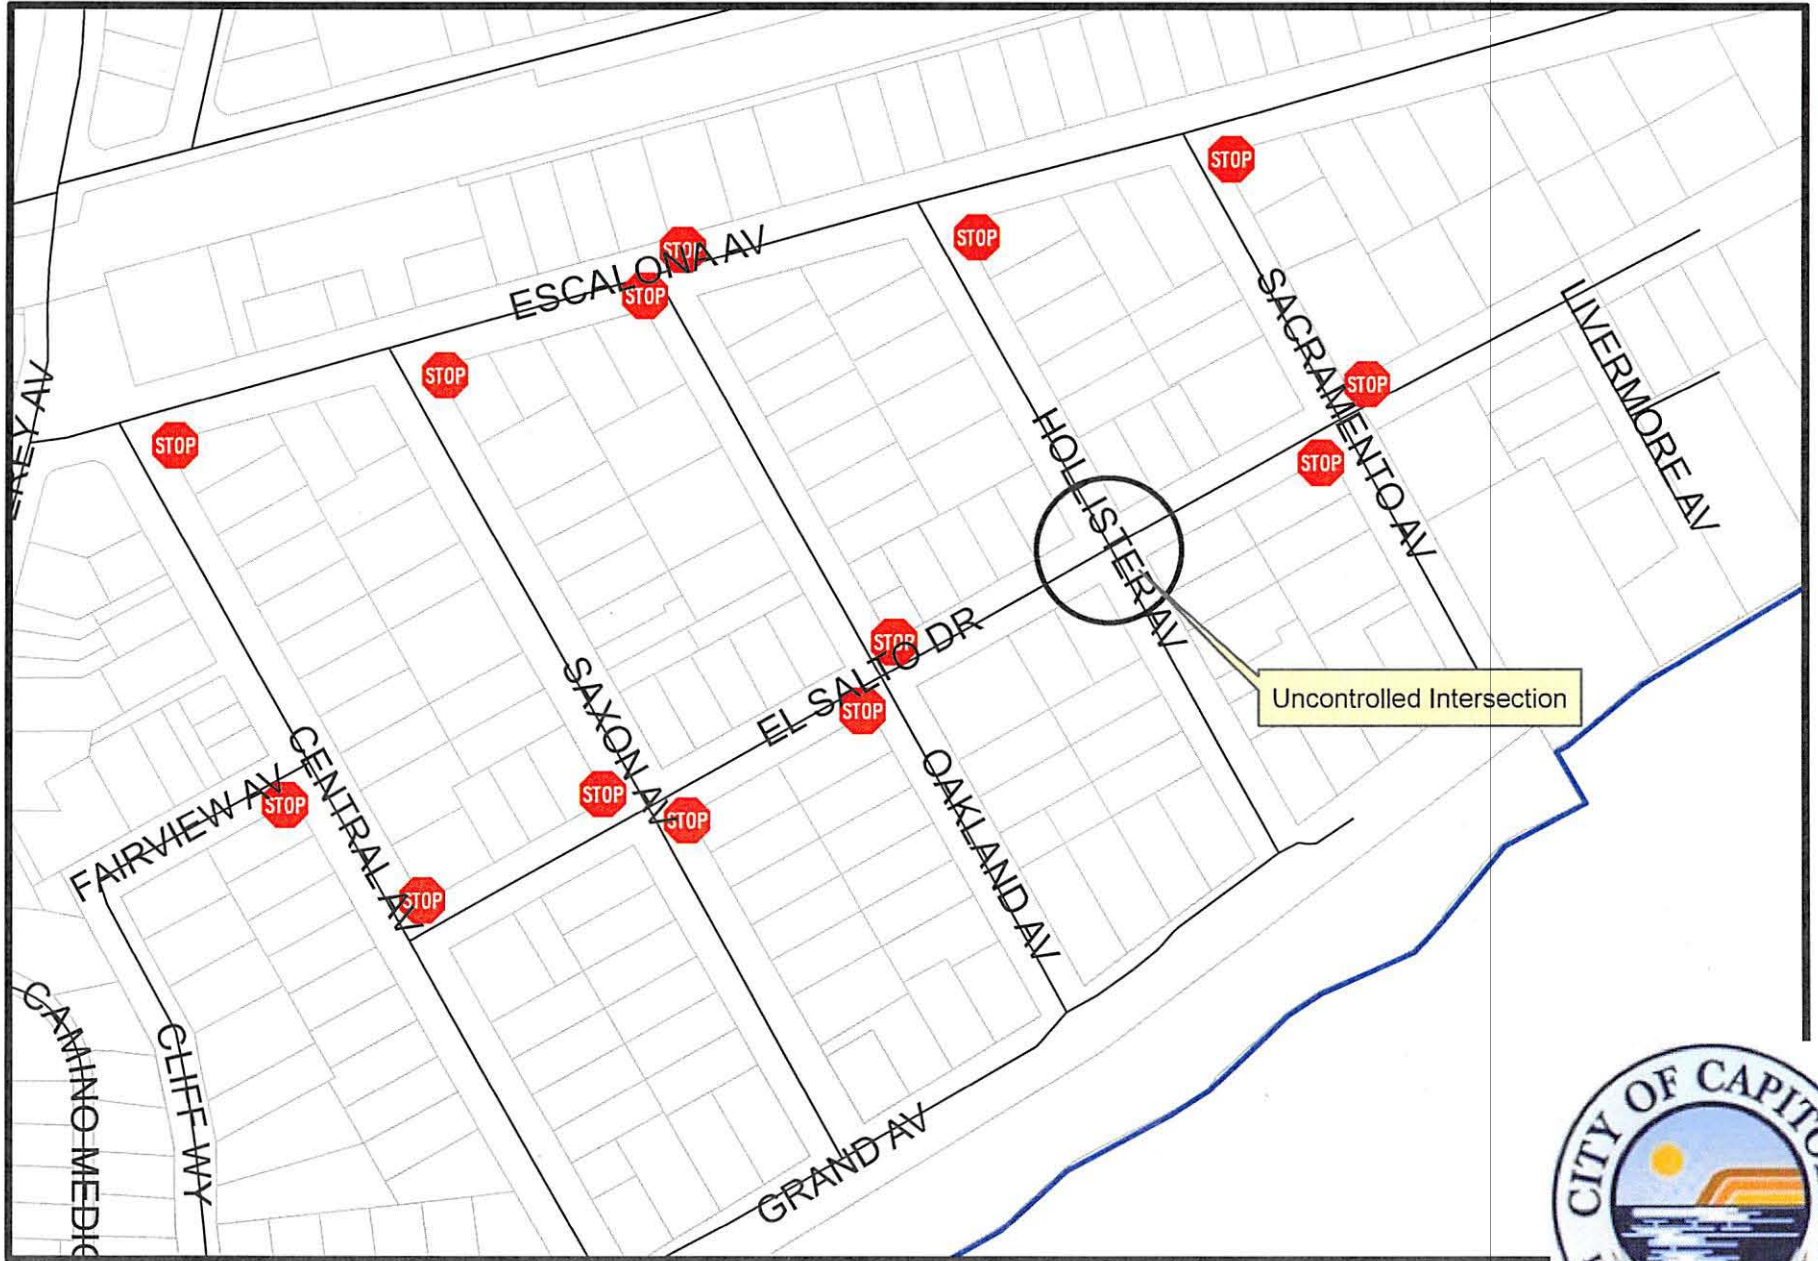 STOP
STOP
STOP
ESCALONA AV
STOP
STOP
STOP
STOP
SACRAMENTO AV
LIVERMORE AV
STOP
STOP
HOLLISTER AV
Uncontrolled Intersection
STOP
EL SALTO DR
STOP
OAKLAND AV
SAXON AV
STOP
STOP
CENTRAL AV
FAIRVIEW AV
STOP
STOP
CLIFF WY
GRAND AV
CITY OF